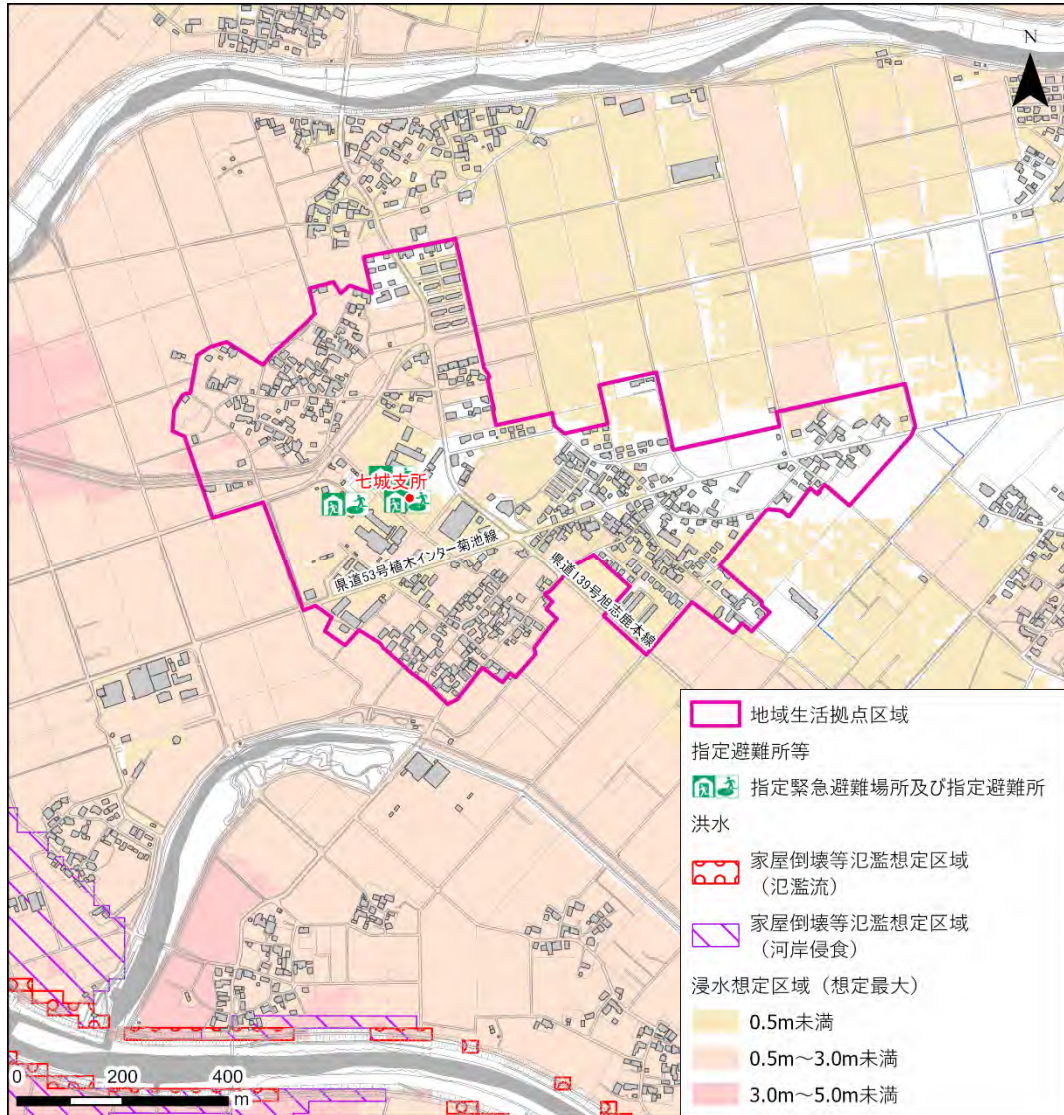 N
七城支所
県道53号植木インター菊池線
県道139号旭志鹿本線
地域生活拠点区域
指定避難所等
指定緊急避難場所及び指定避難所
洪水
家屋倒壊等氾濫想定区域
（氾濫流）
家屋倒壊等氾濫想定区域
（河岸侵食）
浸水想定区域（想定最大）
0.5m未満
0.5m～3.0m未満
3.0m～5.0m未満
0 200 400
m